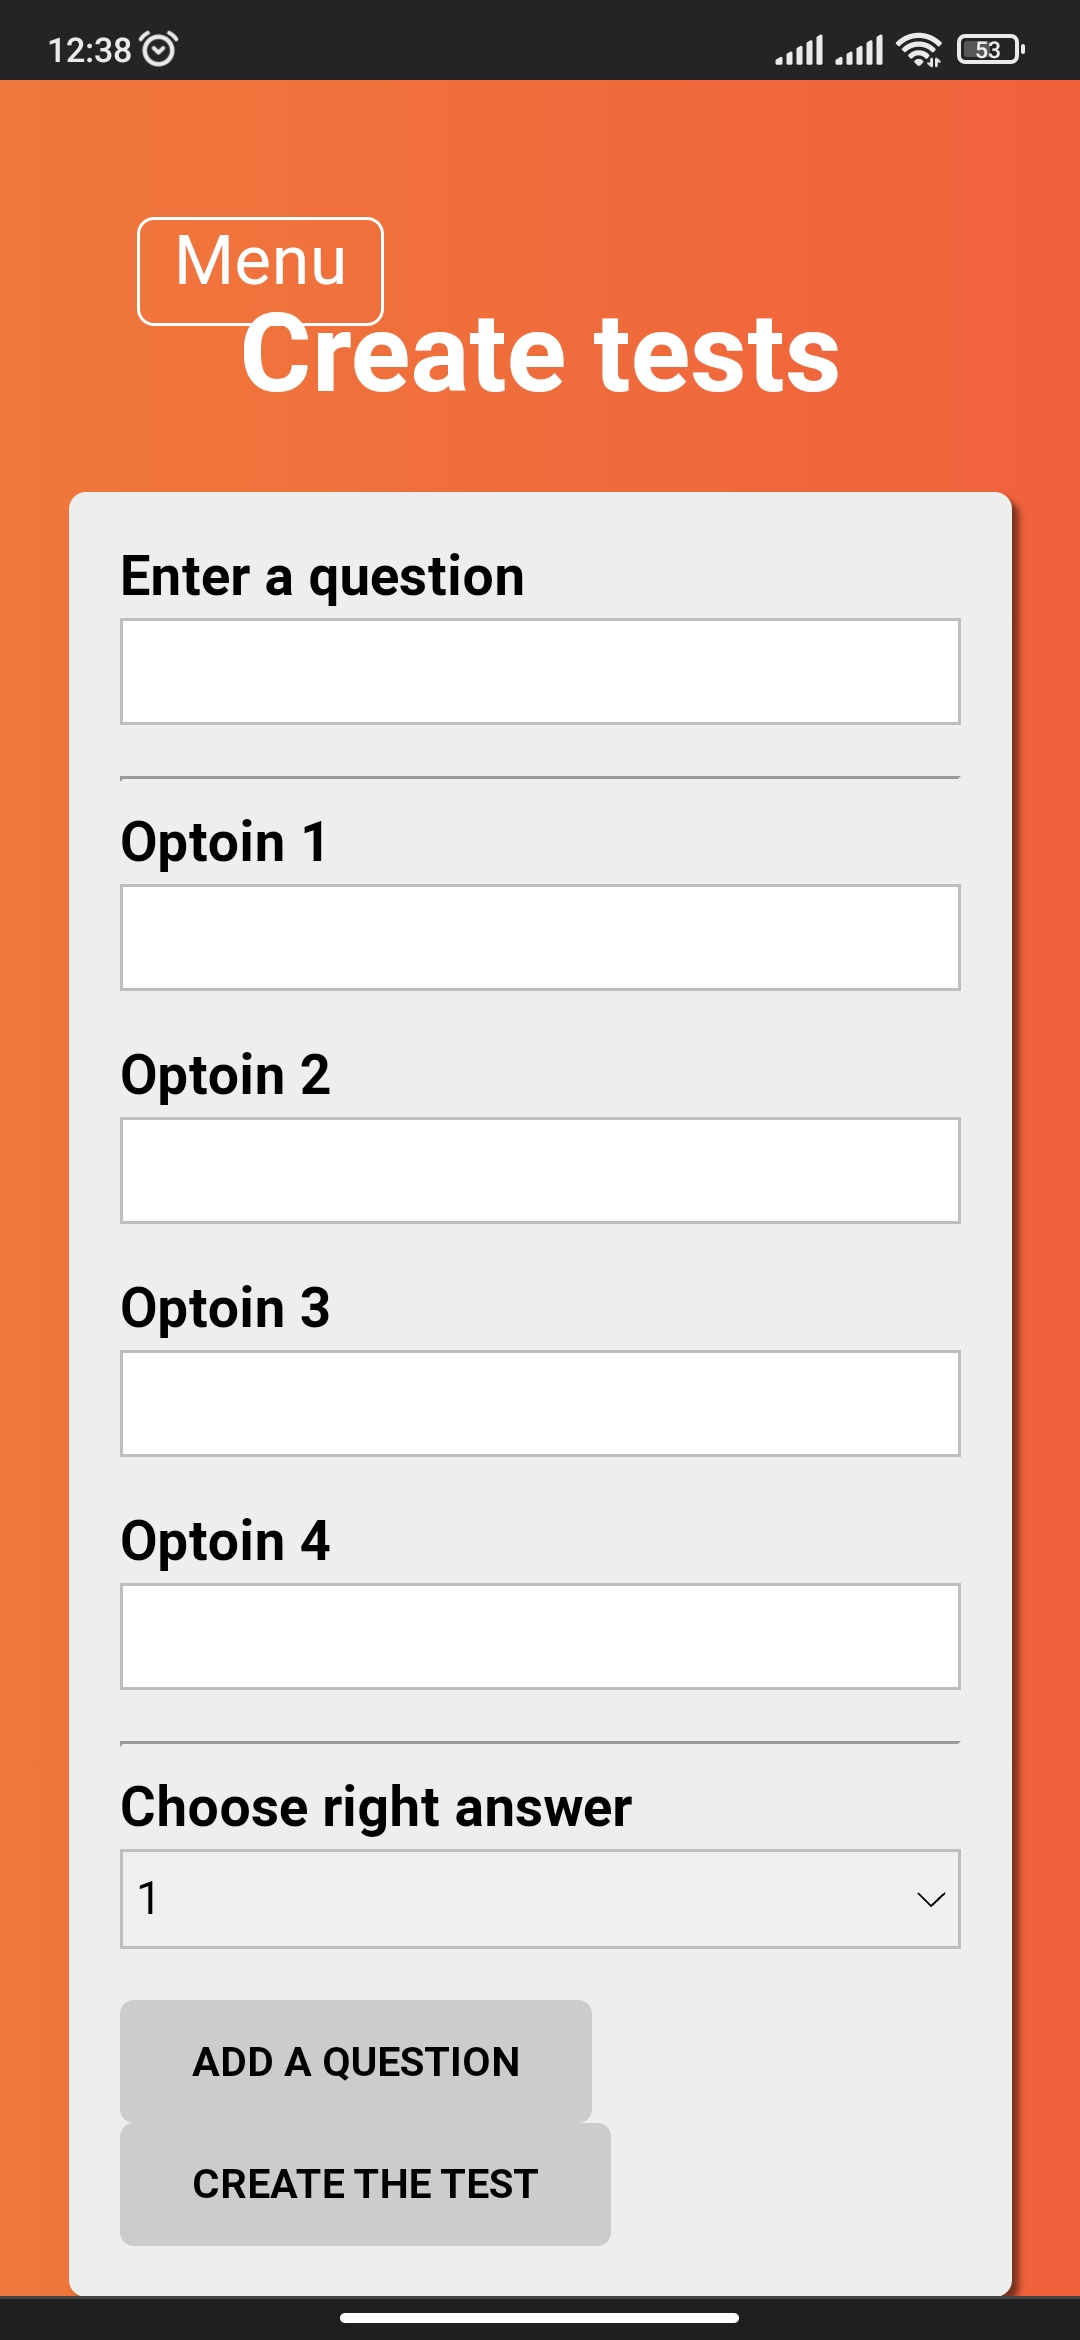 12:38
53
Menu
Create tests
Enter a question
Optoin 1
Optoin 2
Optoin 3
Optoin 4
Choose right answer
1
ADD A QUESTION
CREATE THE TEST